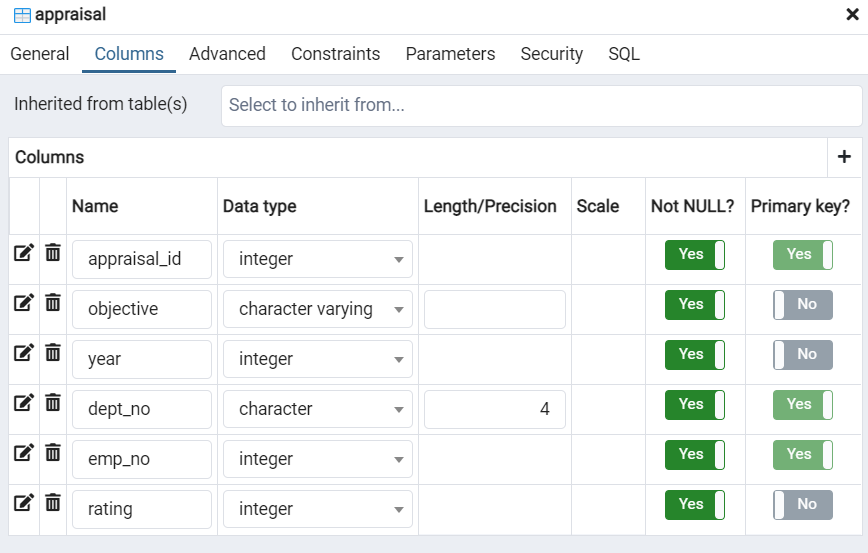 appraisal
General Columns Advanced Constraints Parameters Security SQL
Inherited from table(s) Select to inherit from...
Columns
Name Data type Length/Precision Scale Not NULL? Primary key?
appraisal_id integer Yes Yes
objective character varying Yes No
year integer Yes No
dept_no character 4 Yes Yes
emp_no integer Yes Yes
rating integer Yes No